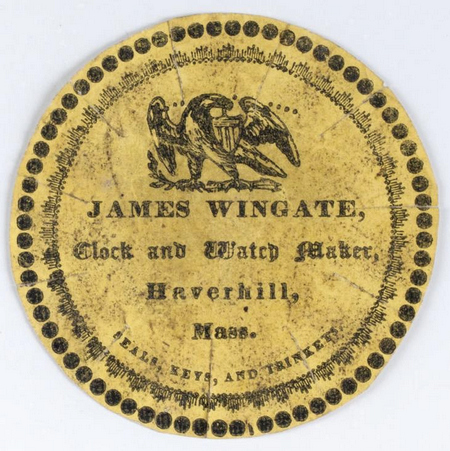 JAMES WINGATE,
Clock and Watch Maker,
Haverhill,
Mass.
SEALS, KEYS, AND TRINKETS